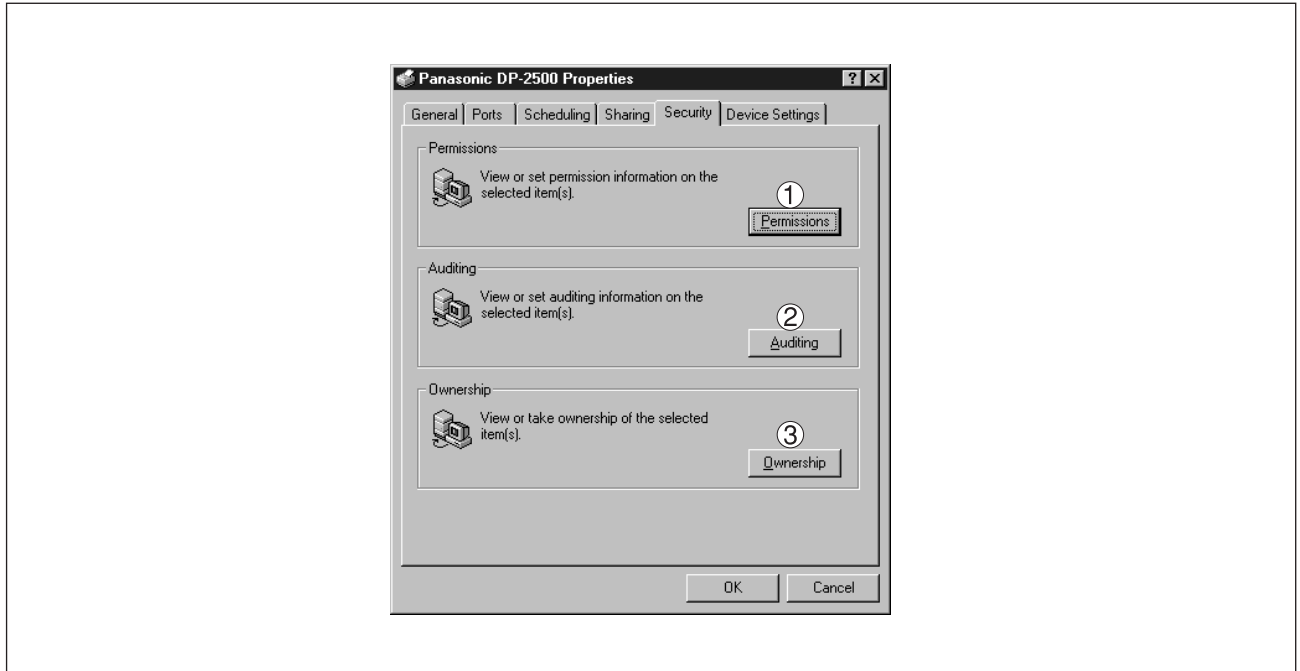 Panasonic DP-2500 Properties
General Ports Scheduling Sharing Security Device Settings
Permissions
View or set permission information on the
selected item(s).
①
Permissions
Auditing
View or set auditing information on the
selected item(s).
②
Auditing
Ownership
View or take ownership of the selected
item(s).
③
Ownership
OK Cancel